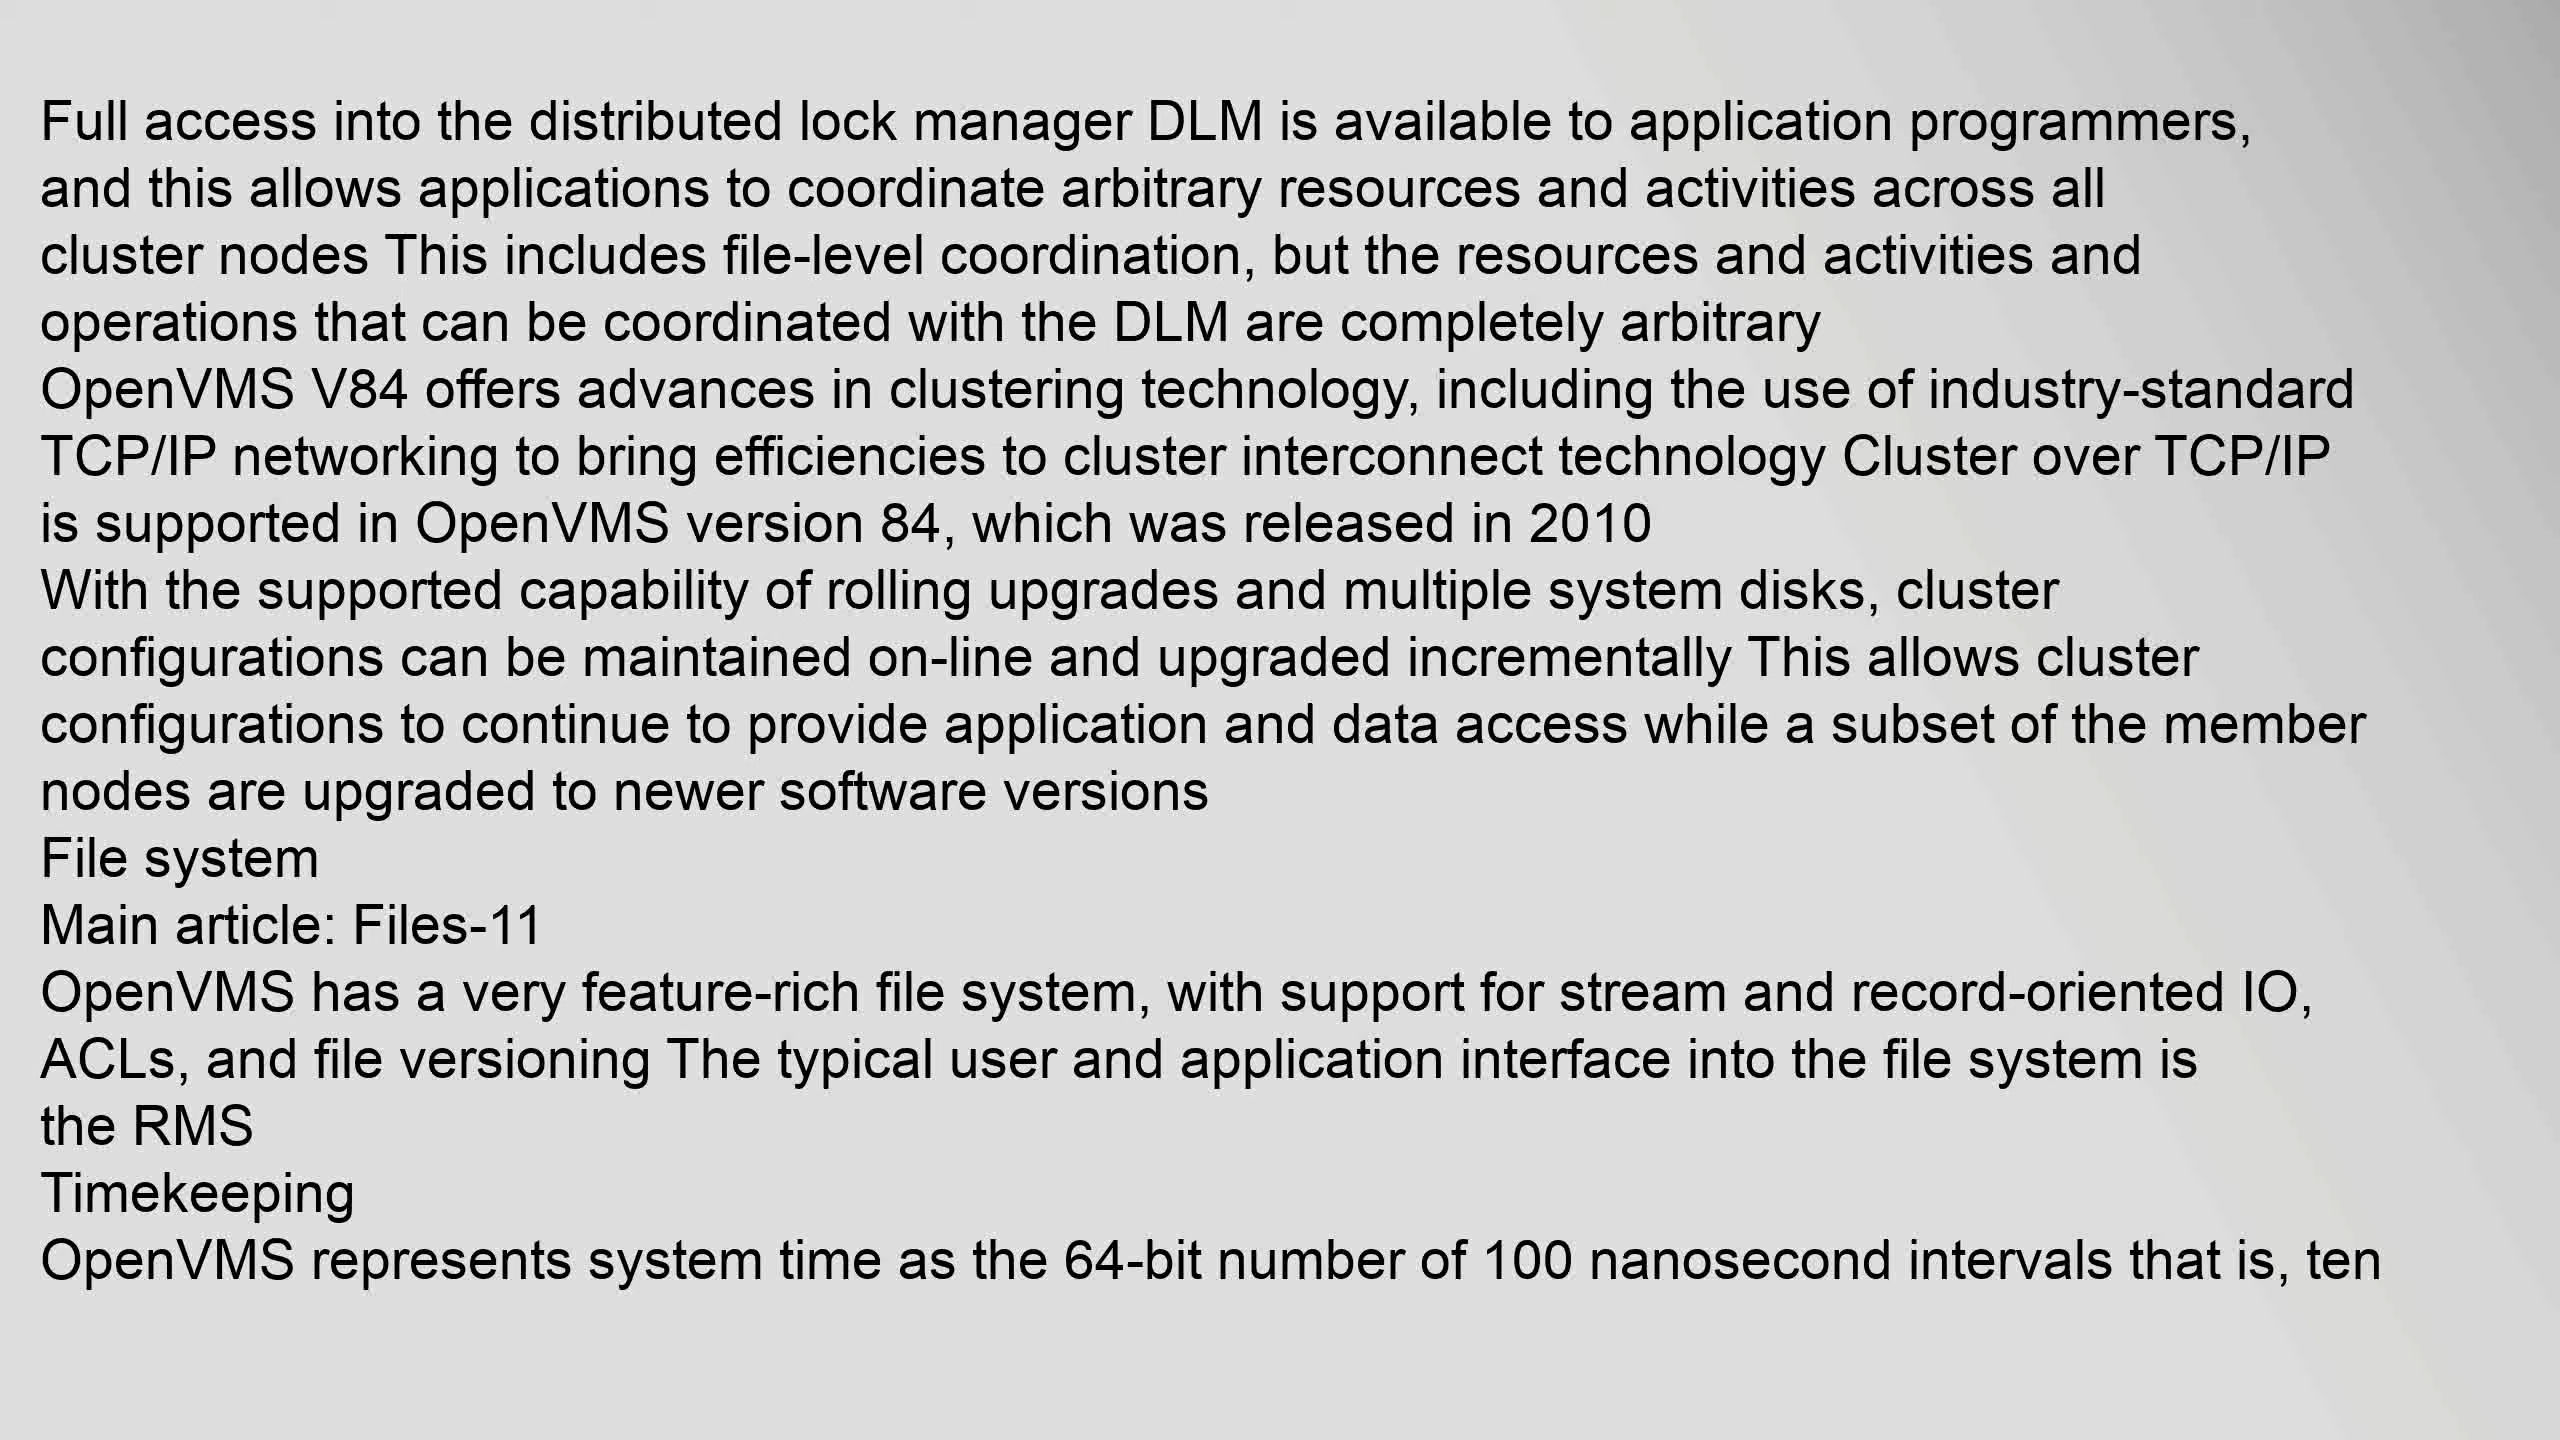 Full access into the distributed lock manager DLM is available to application programmers,
and this allows applications to coordinate arbitrary resources and activities across all
cluster nodes This includes file-level coordination, but the resources and activities and
operations that can be coordinated with the DLM are completely arbitrary
OpenVMS V84 offers advances in clustering technology, including the use of industry-standard
TCP/IP networking to bring efficiencies to cluster interconnect technology Cluster over TCP/IP
is supported in OpenVMS version 84, which was released in 2010
With the supported capability of rolling upgrades and multiple system disks, cluster
configurations can be maintained on-line and upgraded incrementally This allows cluster
configurations to continue to provide application and data access while a subset of the member
nodes are upgraded to newer software versions
File system
Main article: Files-11
OpenVMS has a very feature-rich file system, with support for stream and record-oriented IO,
ACLs, and file versioning The typical user and application interface into the file system is
the RMS
Timekeeping
OpenVMS represents system time as the 64-bit number of 100 nanosecond intervals that is, ten